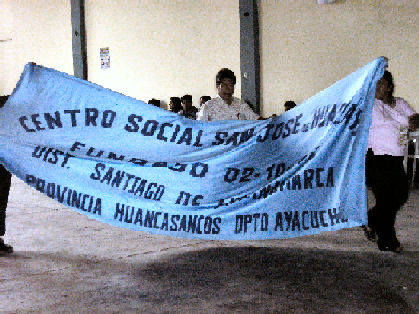 CENTRO SOCIAL SAN JOSE
FUNDADO 02-10-
DIST. SANTIAGO DE
PROVINCIA HUANCASANCOS DPTO AYACUCHO